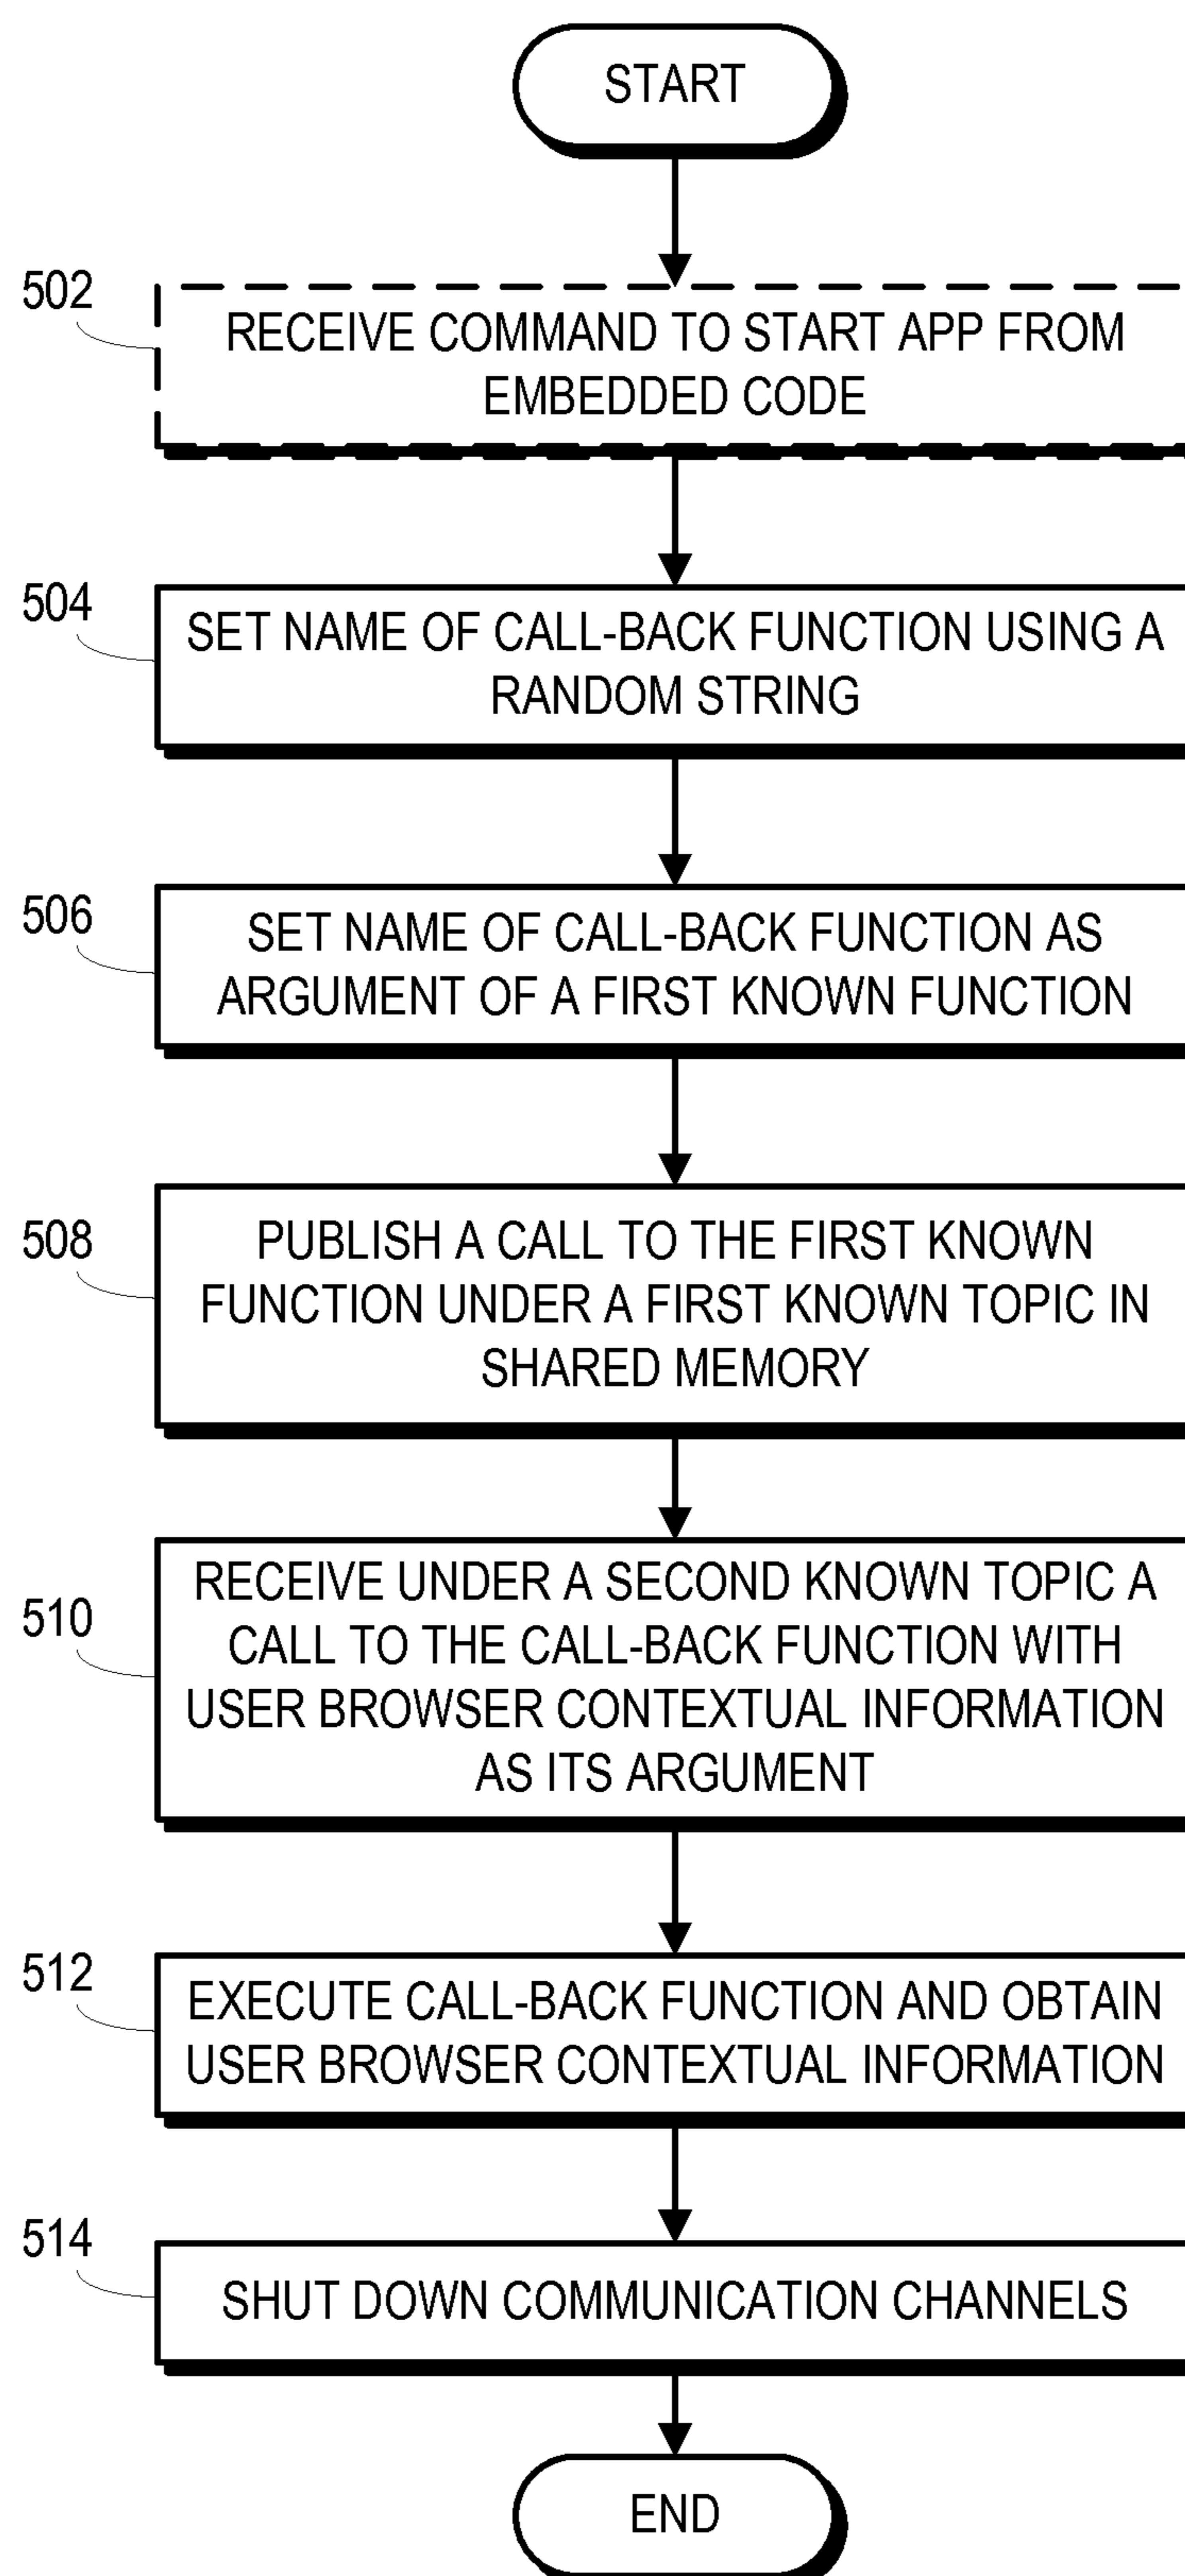 START
502
RECEIVE COMMAND TO START APP FROM
EMBEDDED CODE
504
SET NAME OF CALL-BACK FUNCTION USING A
RANDOM STRING
506
SET NAME OF CALL-BACK FUNCTION AS
ARGUMENT OF A FIRST KNOWN FUNCTION
508
PUBLISH A CALL TO THE FIRST KNOWN
FUNCTION UNDER A FIRST KNOWN TOPIC IN
SHARED MEMORY
510
RECEIVE UNDER A SECOND KNOWN TOPIC A
CALL TO THE CALL-BACK FUNCTION WITH
USER BROWSER CONTEXTUAL INFORMATION
AS ITS ARGUMENT
512
EXECUTE CALL-BACK FUNCTION AND OBTAIN
USER BROWSER CONTEXTUAL INFORMATION
514
SHUT DOWN COMMUNICATION CHANNELS
END